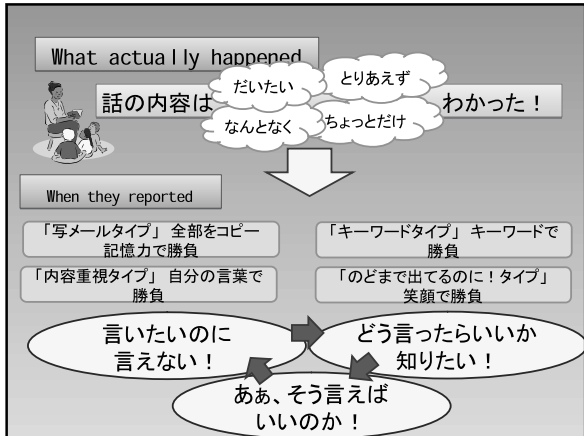 What actually happened
だいたい
とりあえず
話の内容は
わかった！
なんとなく
ちょっとだけ
When they reported
「写メールタイプ」 全部をコピー
記憶力で勝負
「キーワードタイプ」 キーワードで
勝負
「内容重視タイプ」 自分の言葉で
勝負
「のどまで出てるのに！タイプ」
笑顔で勝負
言いたいのに
言えない！
どう言ったらいいか
知りたい！
あぁ、そう言えば
いいのか！